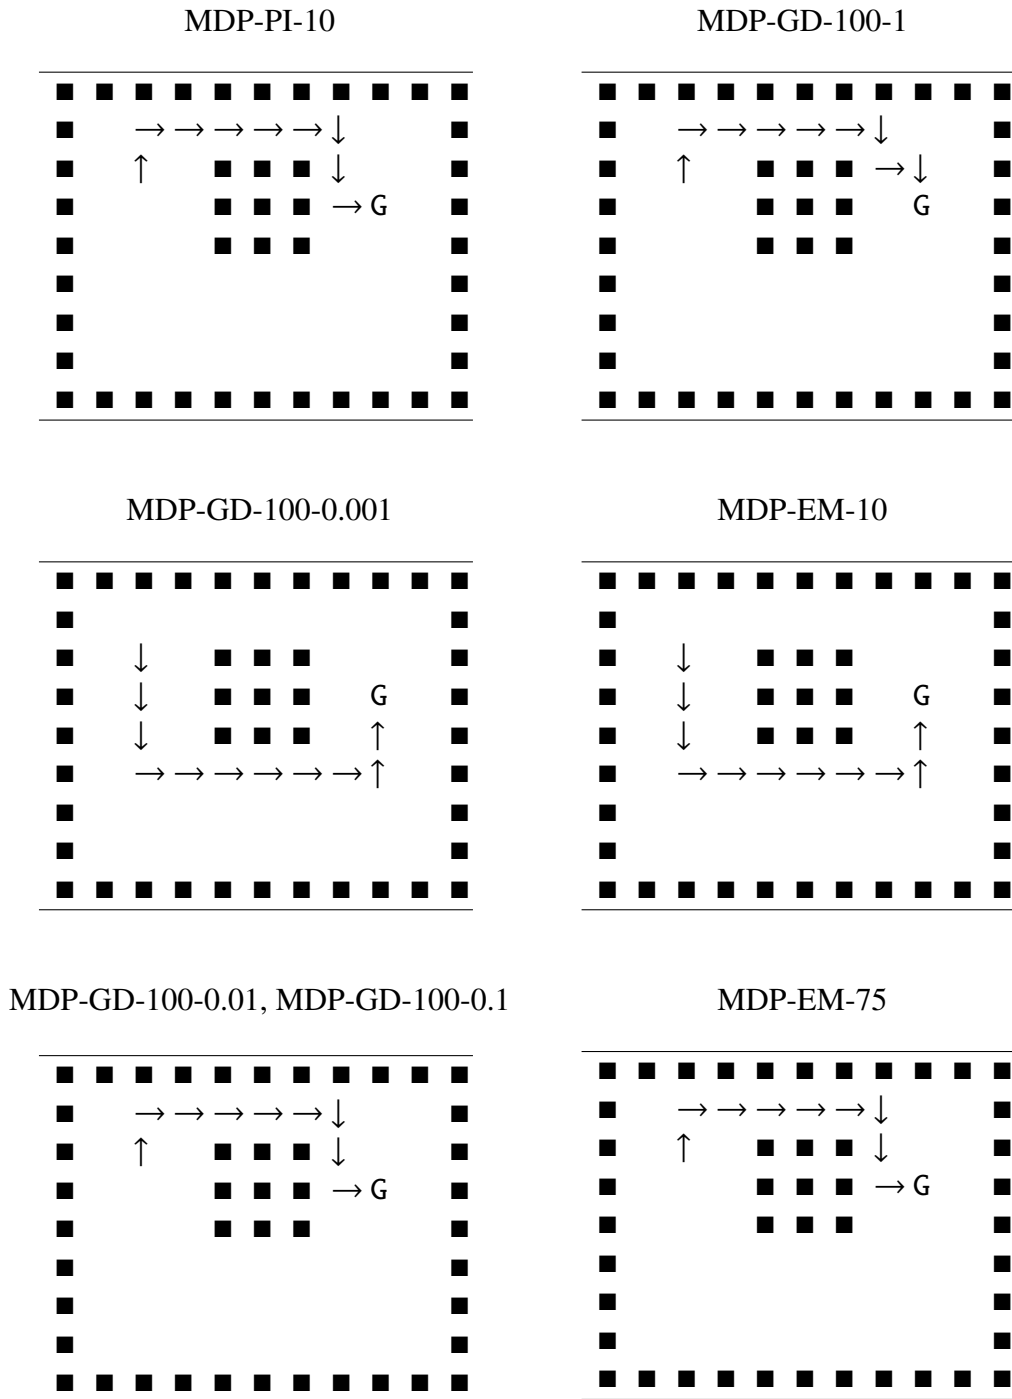 MDP-PI-10
■ ■ ■ ■ ■ ■ ■ ■ ■ ■ ■
■ → → → → → ↓ ■
■ ↑ ■ ■ ■ ↓ ■
■ ■ ■ ■ → G ■
■ ■ ■ ■ ■
■ ■
■ ■
■ ■
■ ■ ■ ■ ■ ■ ■ ■ ■ ■ ■
MDP-GD-100-1
■ ■ ■ ■ ■ ■ ■ ■ ■ ■ ■
■ → → → → → ↓ ■
■ ↑ ■ ■ ■ → ↓ ■
■ ■ ■ ■ G ■
■ ■ ■ ■ ■
■ ■
■ ■
■ ■
■ ■ ■ ■ ■ ■ ■ ■ ■ ■ ■
MDP-GD-100-0.001
■ ■ ■ ■ ■ ■ ■ ■ ■ ■ ■
■ ■
■ ↓ ■ ■ ■ ■
■ ↓ ■ ■ ■ G ■
■ ↓ ■ ■ ■ ↑ ■
■ → → → → → → ↑ ■
■ ■
■ ■
■ ■ ■ ■ ■ ■ ■ ■ ■ ■ ■
MDP-EM-10
■ ■ ■ ■ ■ ■ ■ ■ ■ ■ ■
■ ■
■ ↓ ■ ■ ■ ■
■ ↓ ■ ■ ■ G ■
■ ↓ ■ ■ ■ ↑ ■
■ → → → → → → ↑ ■
■ ■
■ ■
■ ■ ■ ■ ■ ■ ■ ■ ■ ■ ■
MDP-GD-100-0.01, MDP-GD-100-0.1
■ ■ ■ ■ ■ ■ ■ ■ ■ ■ ■
■ → → → → → ↓ ■
■ ↑ ■ ■ ■ ↓ ■
■ ■ ■ ■ → G ■
■ ■ ■ ■ ■
■ ■
■ ■
■ ■
■ ■ ■ ■ ■ ■ ■ ■ ■ ■ ■
MDP-EM-75
■ ■ ■ ■ ■ ■ ■ ■ ■ ■ ■
■ → → → → → ↓ ■
■ ↑ ■ ■ ■ ↓ ■
■ ■ ■ ■ → G ■
■ ■ ■ ■ ■
■ ■
■ ■
■ ■
■ ■ ■ ■ ■ ■ ■ ■ ■ ■ ■